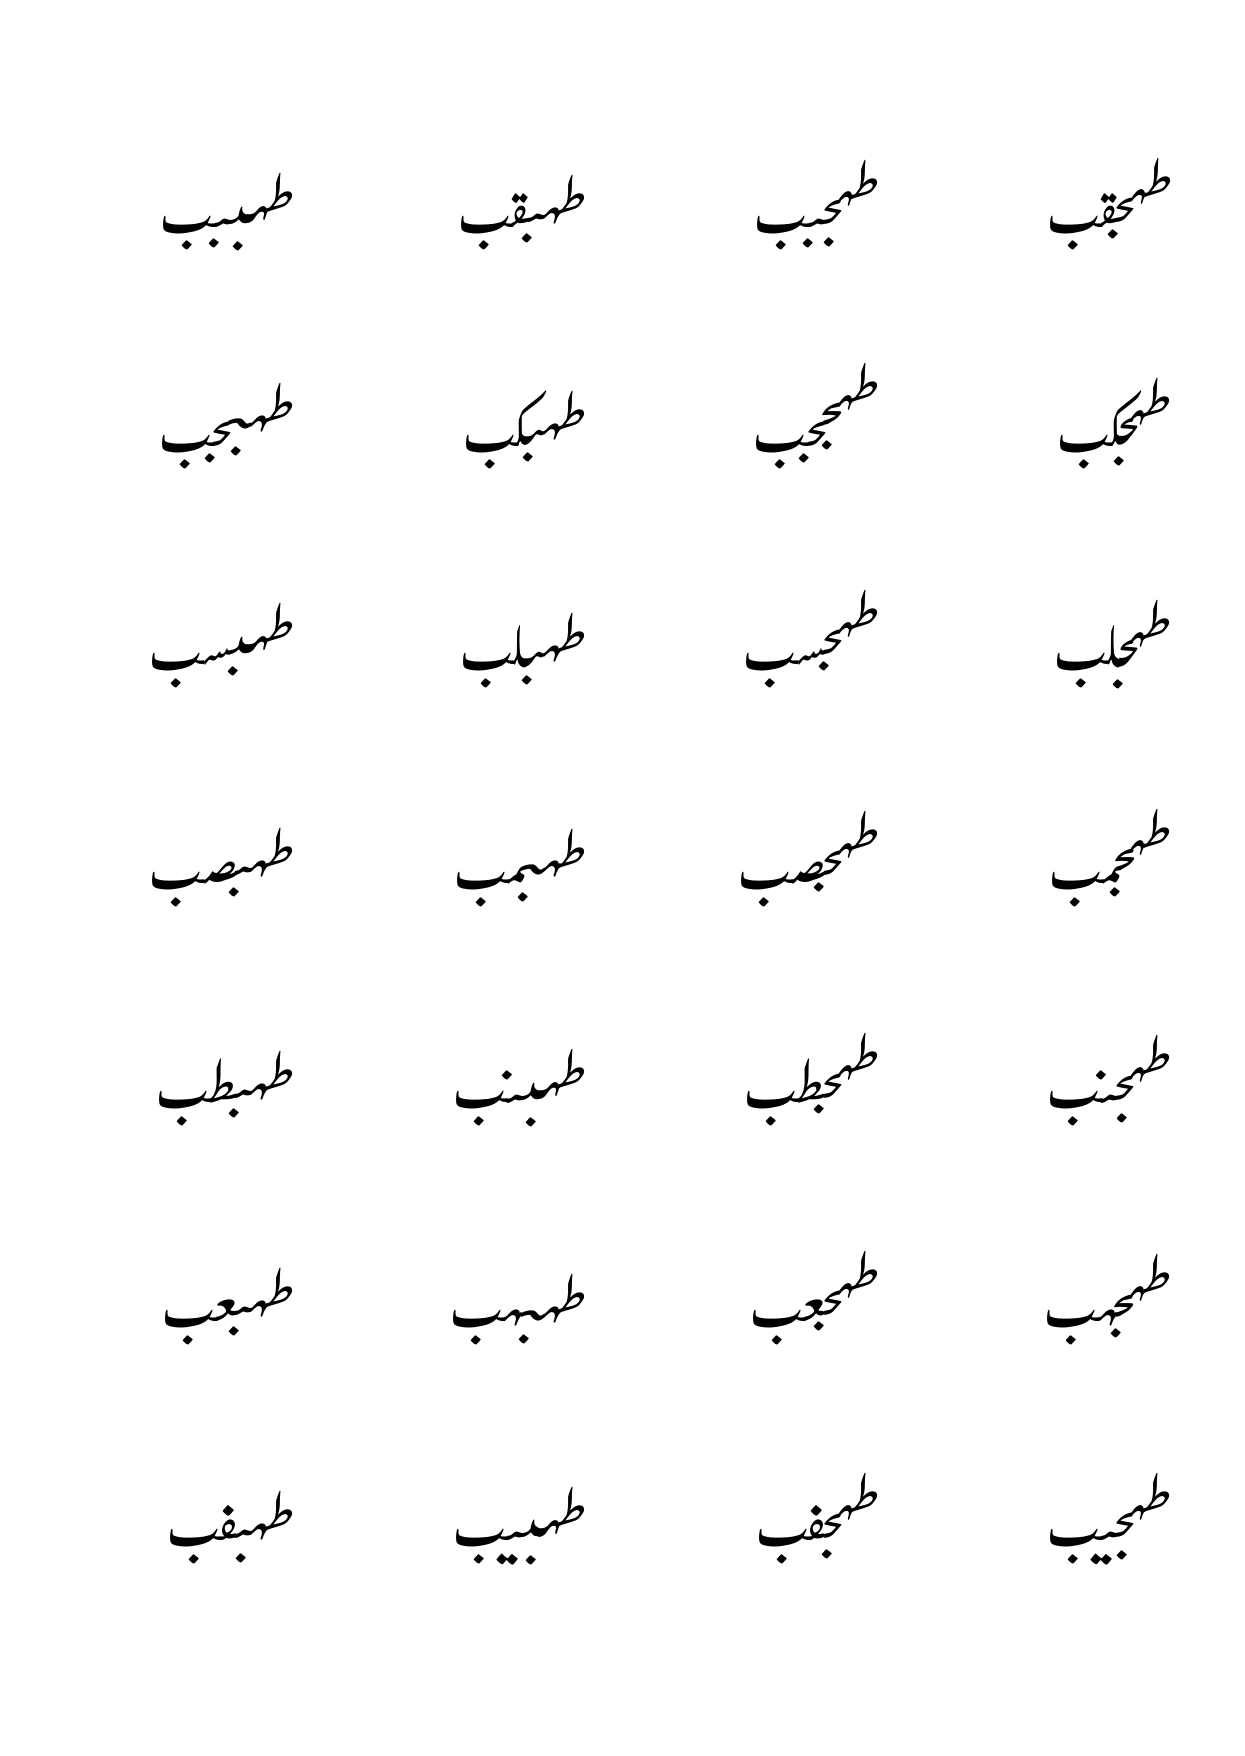 طهجقب طهجبب طهبقب طهببب
طهجكب طهججب طهبكب طهبجب
طهجلب طهجسب طهبلب طهبسب
طهجمب طهجصب طهبمب طهبصب
طهجنب طهجطب طهبنب طهبطب
طهجهب طهجعب طهبهب طهبعب
طهجيب طهجفب طهبيب طهبفب